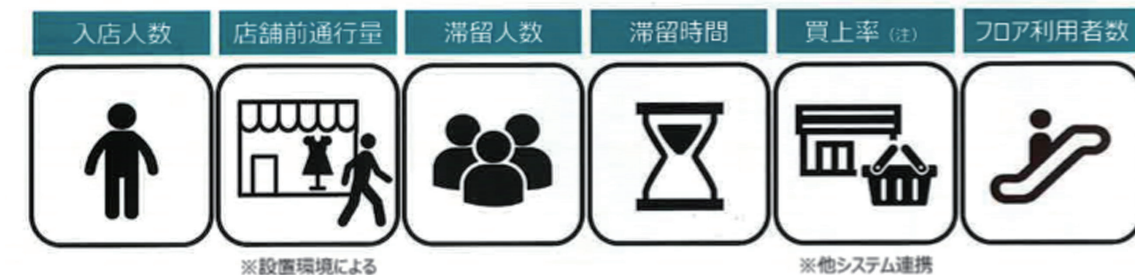 入店人数
店舗前通行量
滞留人数
滞留時間
買上率(注)
フロア利用者数
※設置環境による
※他システム連携